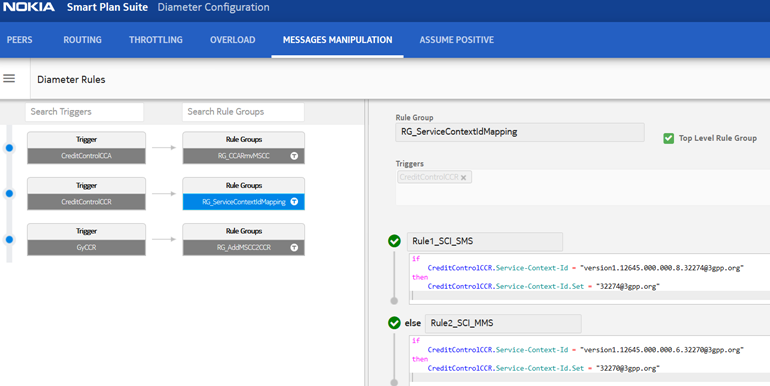 NOKIA Smart Plan Suite Diameter Configuration
PEERS ROUTING THROTTLING OVERLOAD MESSAGES MANIPULATION ASSUME POSITIVE
Diameter Rules
Search Triggers Search Rule Groups
Trigger Rule Groups
CreditControlCCA RG_CCARmvMSCC T
Trigger Rule Groups
CreditControlCCR RG_ServiceContextIdMapping T
Trigger Rule Groups
GyCCR RG_AddMSCC2CCR T
Rule Group
RG_ServiceContextIdMapping
Top Level Rule Group
Triggers
CreditControlCCR x
Rule1_SCI_SMS
if
CreditControlCCR.Service-Context-Id = "version1.12645.000.000.8.32274@3gpp.org"
then
CreditControlCCR.Service-Context-Id.Set = "32274@3gpp.org"
else Rule2_SCI_MMS
if
CreditControlCCR.Service-Context-Id = "version1.12645.000.000.6.32270@3gpp.org"
then
CreditControlCCR.Service-Context-Id.Set = "32270@3gpp.org"